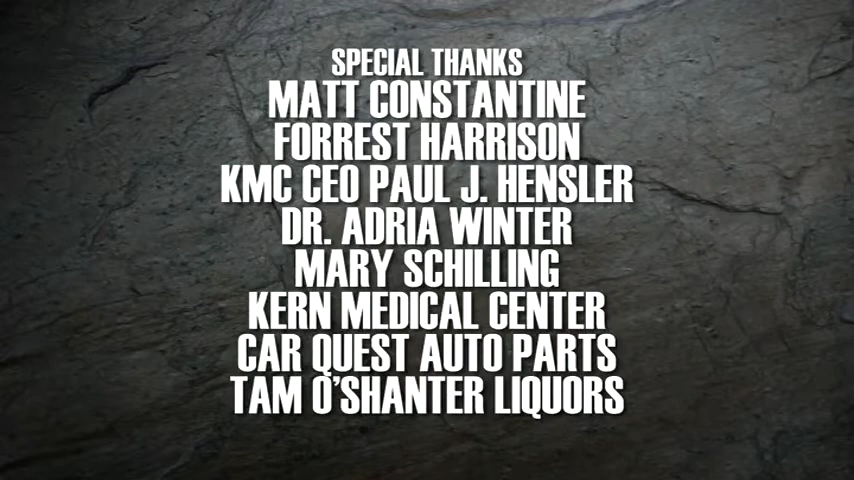 SPECIAL THANKS
MATT CONSTANTINE
FORREST HARRISON
KMC CEO PAUL J. HENSLER
DR. ADRIA WINTER
MARY SCHILLING
KERN MEDICAL CENTER
CAR QUEST AUTO PARTS
TAM O'SHANTER LIQUORS